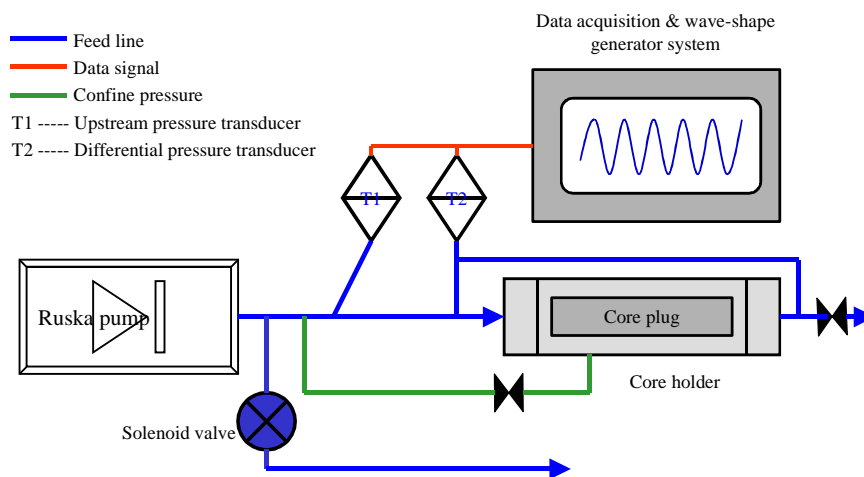 Data acquisition & wave-shape
generator system
Feed line
Data signal
Confine pressure
T1 ----- Upstream pressure transducer
T2 ----- Differential pressure transducer
T1
T2
Ruska pump
Core plug
Core holder
Solenoid valve